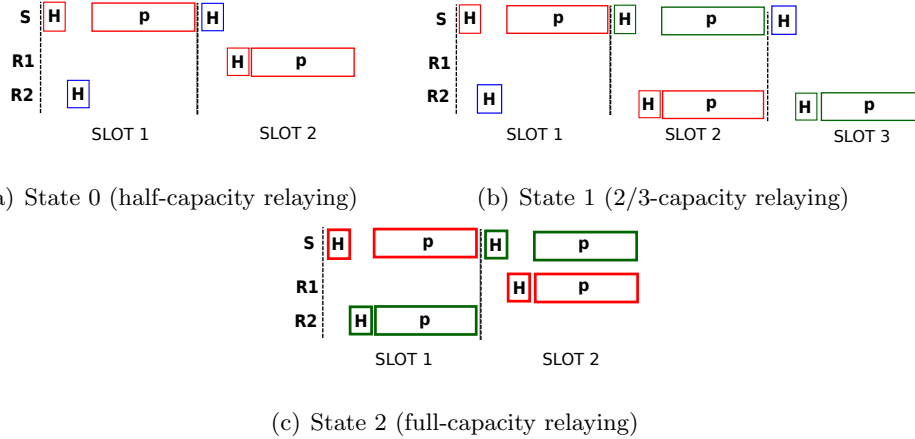 S H p H
R1 H p
R2 H
SLOT 1 SLOT 2
) State 0 (half-capacity relaying)
S H p H p H
R1
R2 H H p H p
SLOT 1 SLOT 2 SLOT 3
(b) State 1 (2/3-capacity relaying)
S H p H p
R1 H p
R2 H p
SLOT 1 SLOT 2
(c) State 2 (full-capacity relaying)